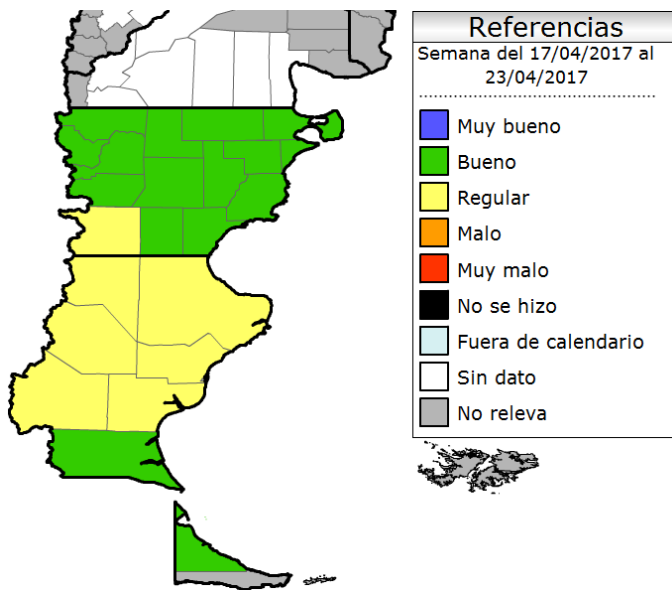 Referencias
Semana del 17/04/2017 al
23/04/2017
Muy bueno
Bueno
Regular
Malo
Muy malo
No se hizo
Fuera de calendario
Sin dato
No releva